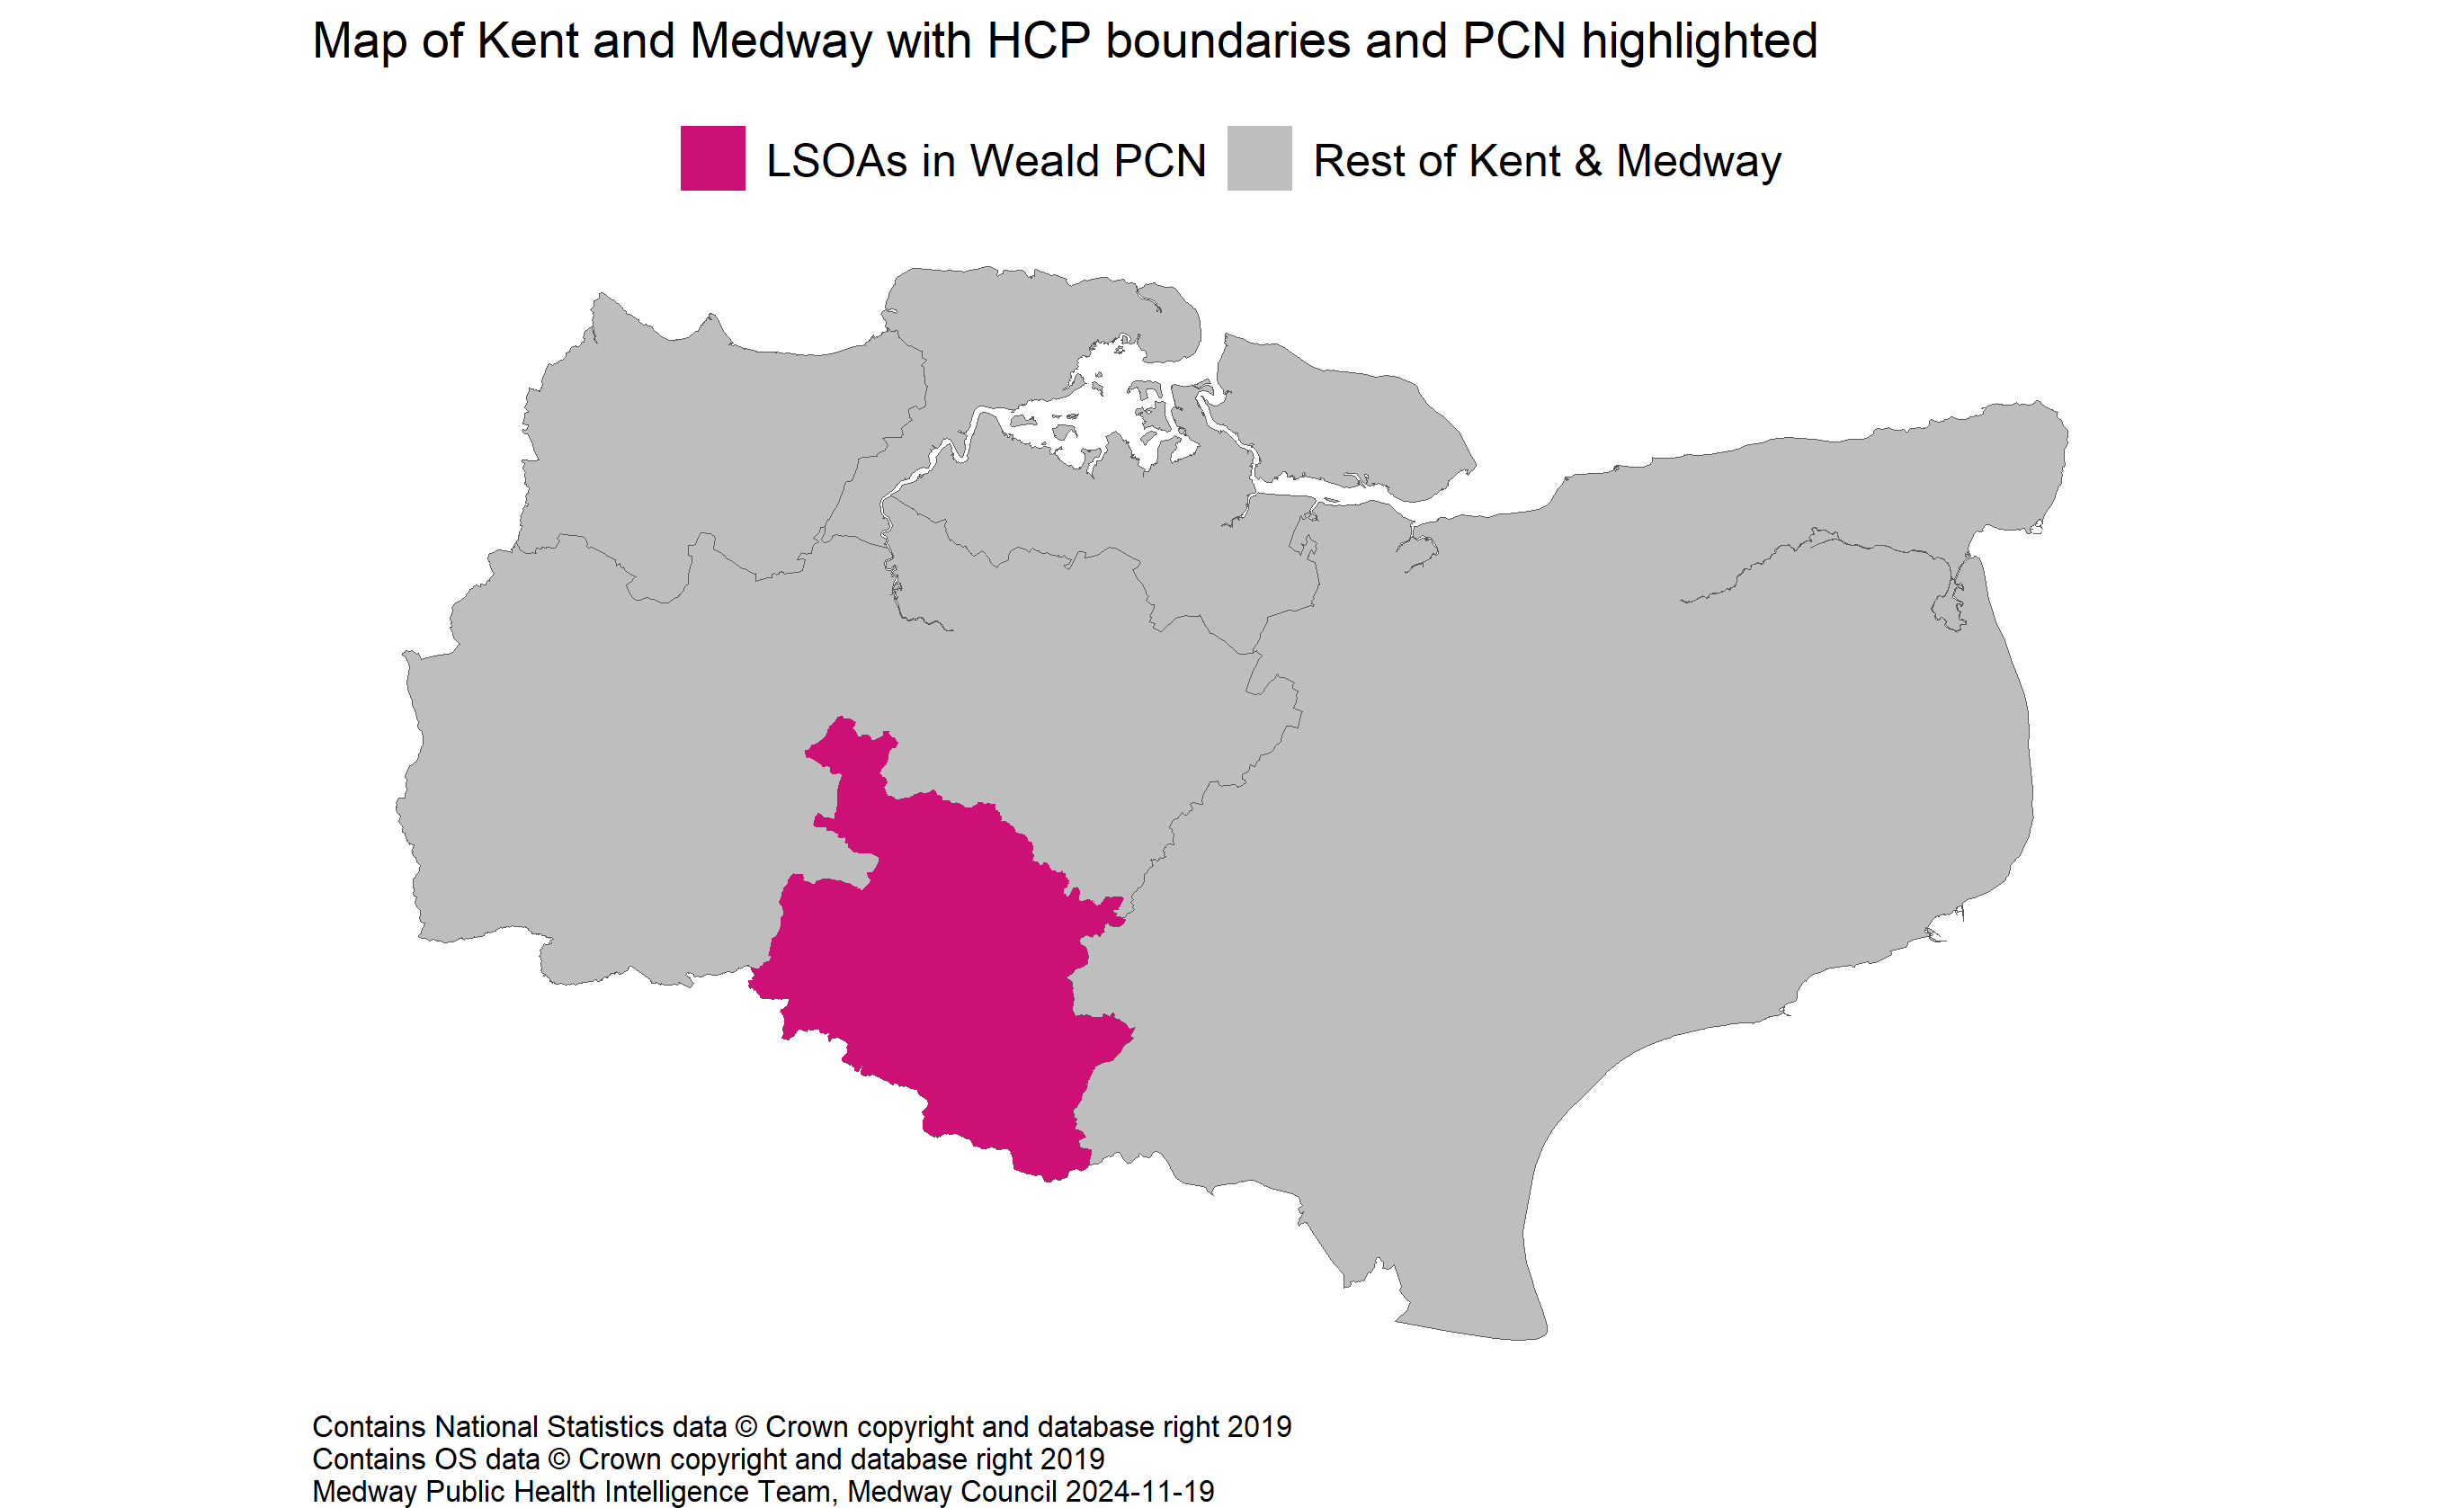 Map of Kent and Medway with HCP boundaries and PCN highlighted
LSOAs in Weald PCN Rest of Kent & Medway
Contains National Statistics data © Crown copyright and database right 2019
Contains OS data © Crown copyright and database right 2019
Medway Public Health Intelligence Team, Medway Council 2024-11-19